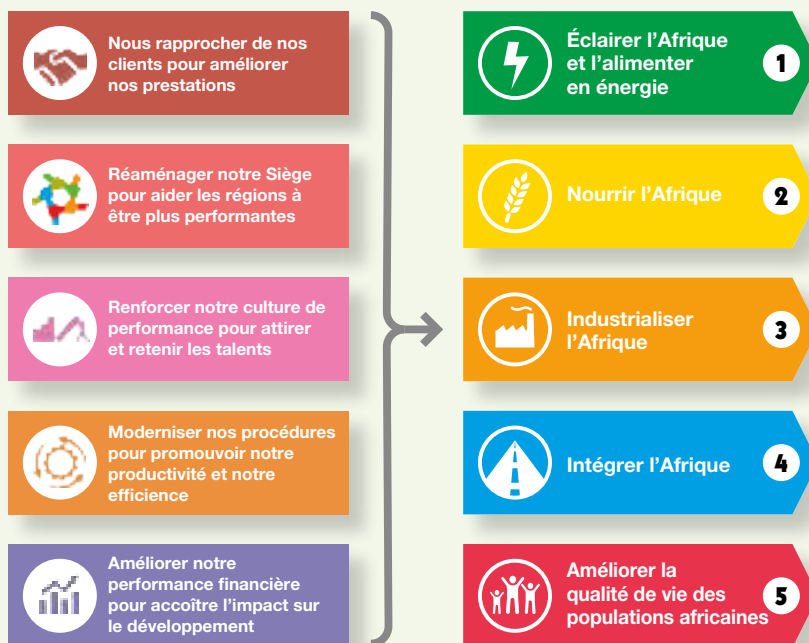 Nous rapprocher de nos
clients pour améliorer
nos prestations
Réaménager notre Siège
pour aider les régions à
être plus performantes
Renforcer notre culture de
performance pour attirer
et retenir les talents
Moderniser nos procédures
pour promouvoir notre
productivité et notre
efficience
Améliorer notre
performance financière
pour accoître l'impact sur
le développement
Éclairer l'Afrique
et l'alimenter
en énergie
1
Nourrir l'Afrique
2
Industrialiser
l'Afrique
3
Intégrer l'Afrique
4
Améliorer la
qualité de vie des
populations africaines
5